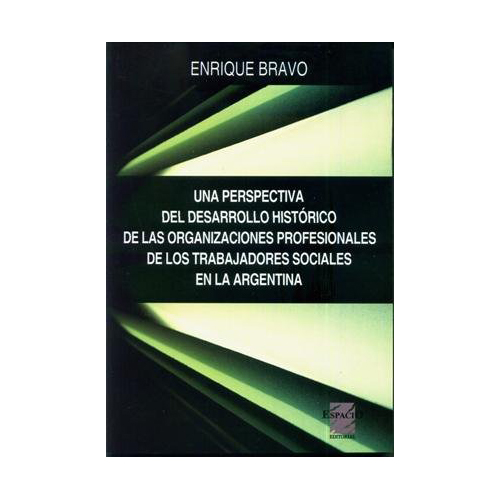 ENRIQUE BRAVO
UNA PERSPECTIVA
DEL DESARROLLO HISTÓRICO
DE LAS ORGANIZACIONES PROFESIONALES
DE LOS TRABAJADORES SOCIALES
EN LA ARGENTINA
ESPACIO
EDITORIAL